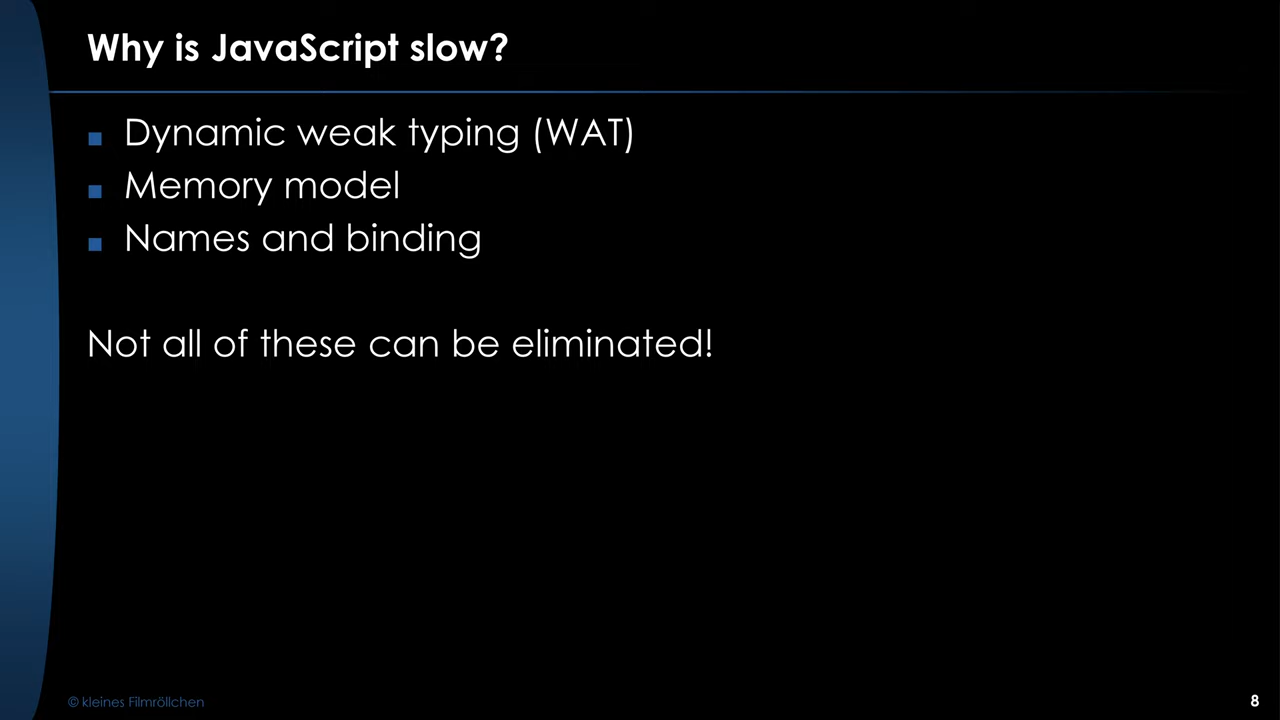 Why is JavaScript slow?
Dynamic weak typing (WAT)
Memory model
Names and binding
Not all of these can be eliminated!
© kleines Filmröllchen
8